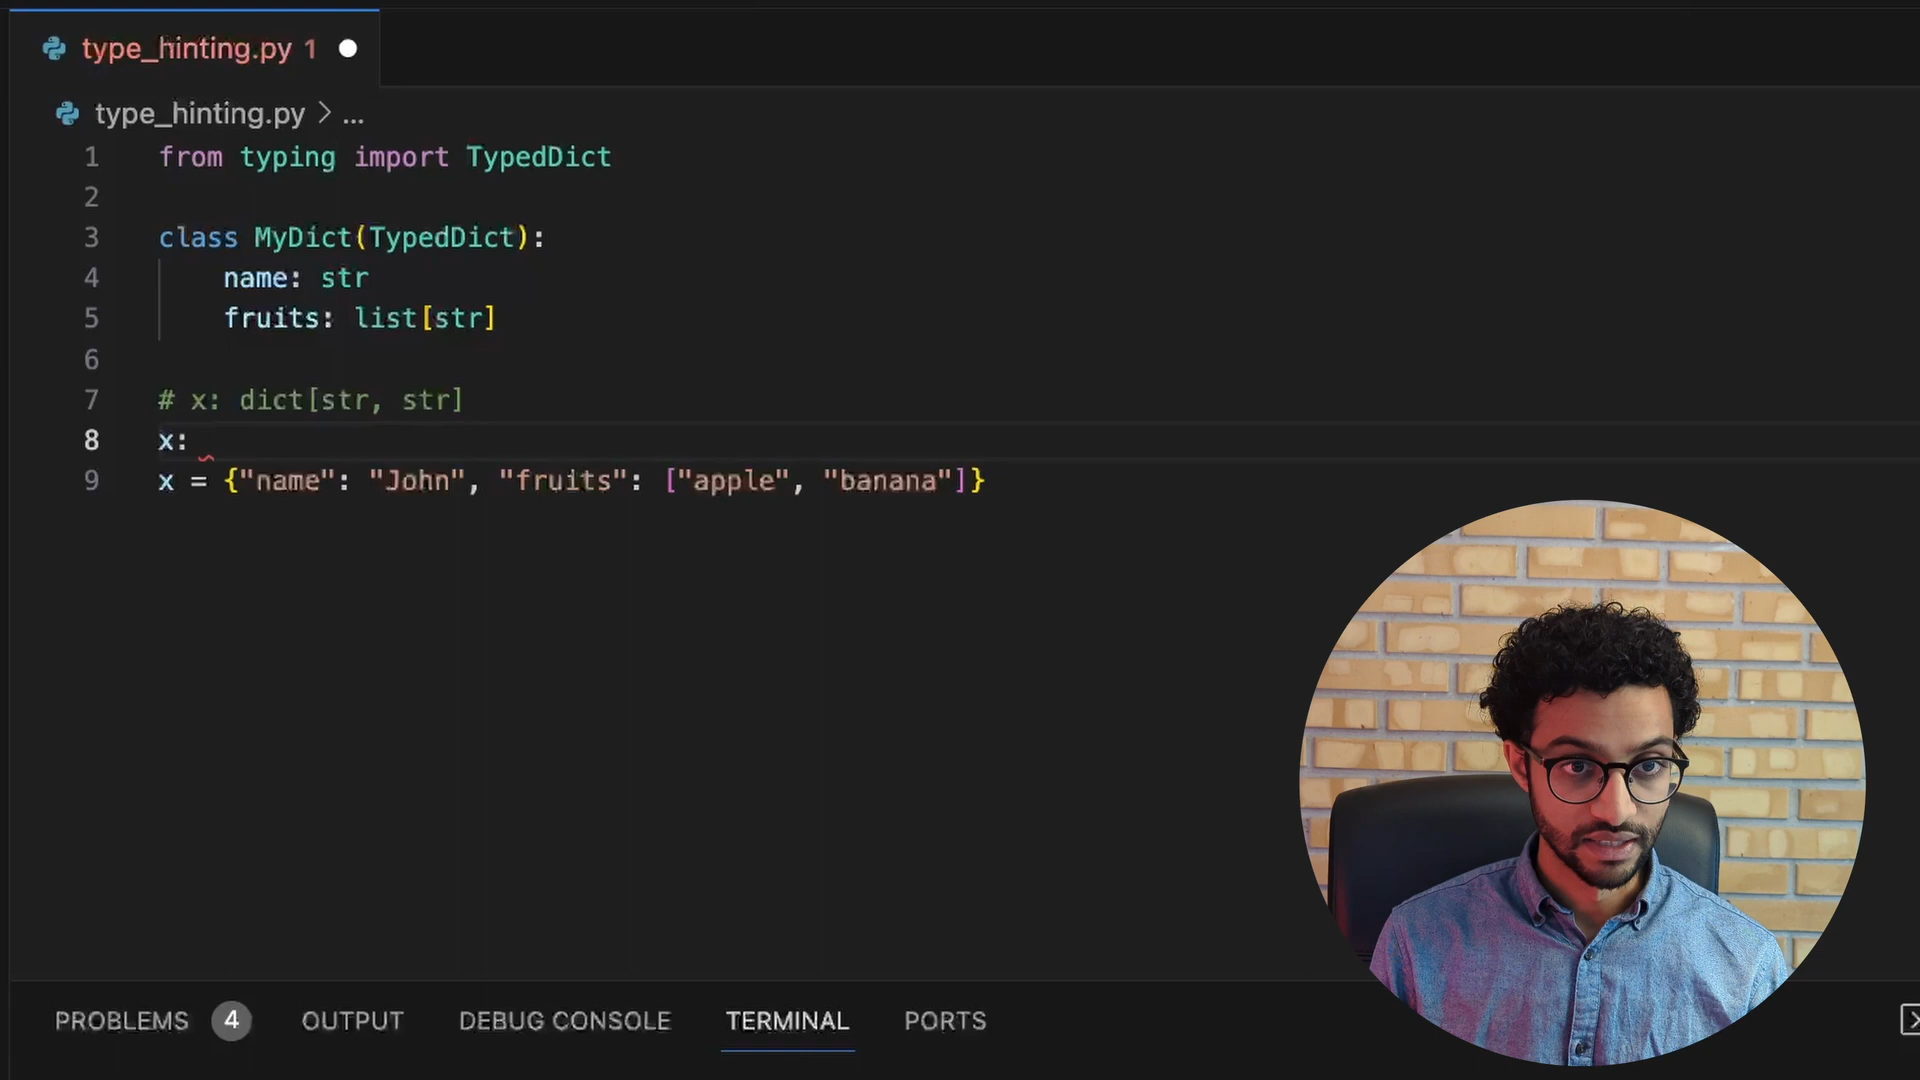 type_hinting.py 1
type_hinting.py > ...
1 from typing import TypedDict
2
3 class MyDict(TypedDict):
4 name: str
5 fruits: list[str]
6
7 # x: dict[str, str]
8 x:
9 x = {"name": "John", "fruits": ["apple", "banana"]}
PROBLEMS 4 OUTPUT DEBUG CONSOLE TERMINAL PORTS